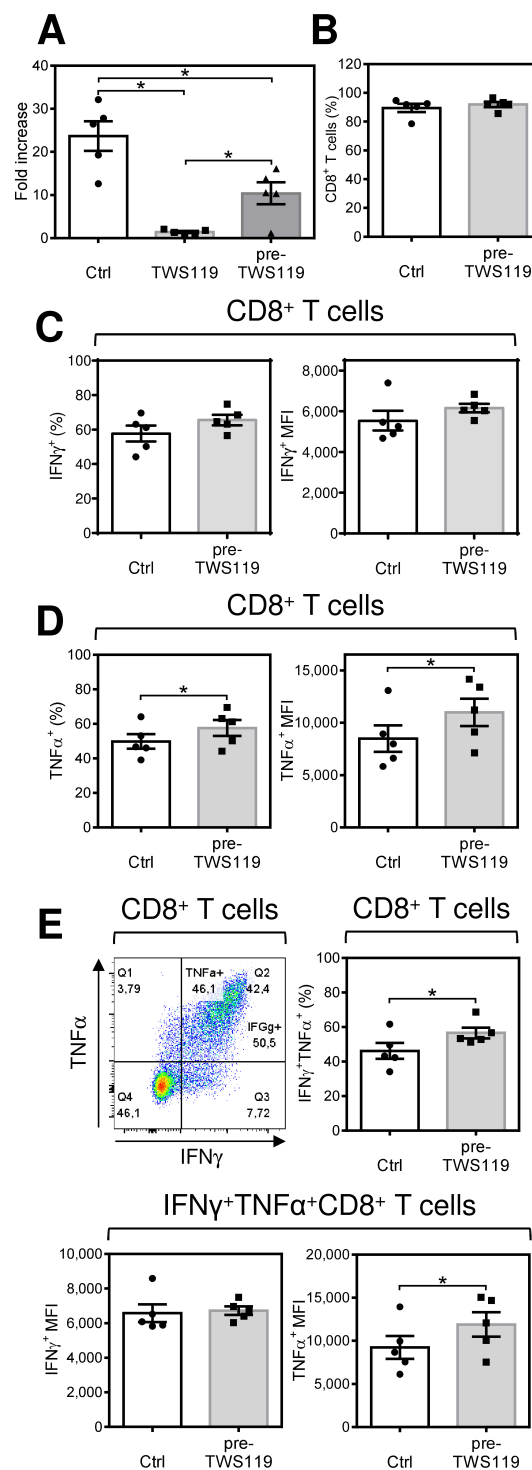 A
B
Fold increase
40
30
20
10
0
*
*
*
Ctrl
TWS119
pre-
TWS119
CD8+ T cells (%)
120
100
80
60
40
20
0
Ctrl
pre-
TWS119
C
CD8+ T cells
IFNγ+ (%)
100
80
60
40
20
0
Ctrl
pre-
TWS119
IFNγ+ MFI
8,000
6,000
4,000
2,000
0
Ctrl
pre-
TWS119
D
CD8+ T cells
TNFα+ (%)
100
80
60
40
20
0
*
Ctrl
pre-
TWS119
TNFα+ MFI
15,000
10,000
5,000
0
*
Ctrl
pre-
TWS119
E
CD8+ T cells
TNFα
Q1
3,79
TNFa+
46,1
Q2
42,4
IFGg+
50,5
Q4
46,1
Q3
7,72
IFNγ
CD8+ T cells
IFNγ+TNFα+ (%)
100
80
60
40
20
0
*
Ctrl
pre-
TWS119
IFNγ+TNFα+CD8+ T cells
IFNγ+ MFI
10,000
8,000
6,000
4,000
2,000
0
Ctrl
pre-
TWS119
TNFα+ MFI
20,000
15,000
10,000
5,000
0
*
Ctrl
pre-
TWS119